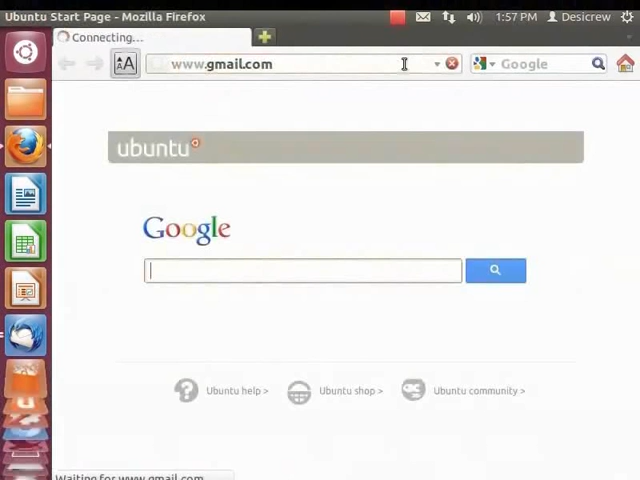 Ubuntu Start Page - Mozilla Firefox
1:57 PM
Desicrew
Connecting...
AA
www.gmail.com
Google
ubuntu
Google
Ubuntu help >
Ubuntu shop >
Ubuntu community >
Waiting for www.gmail.com